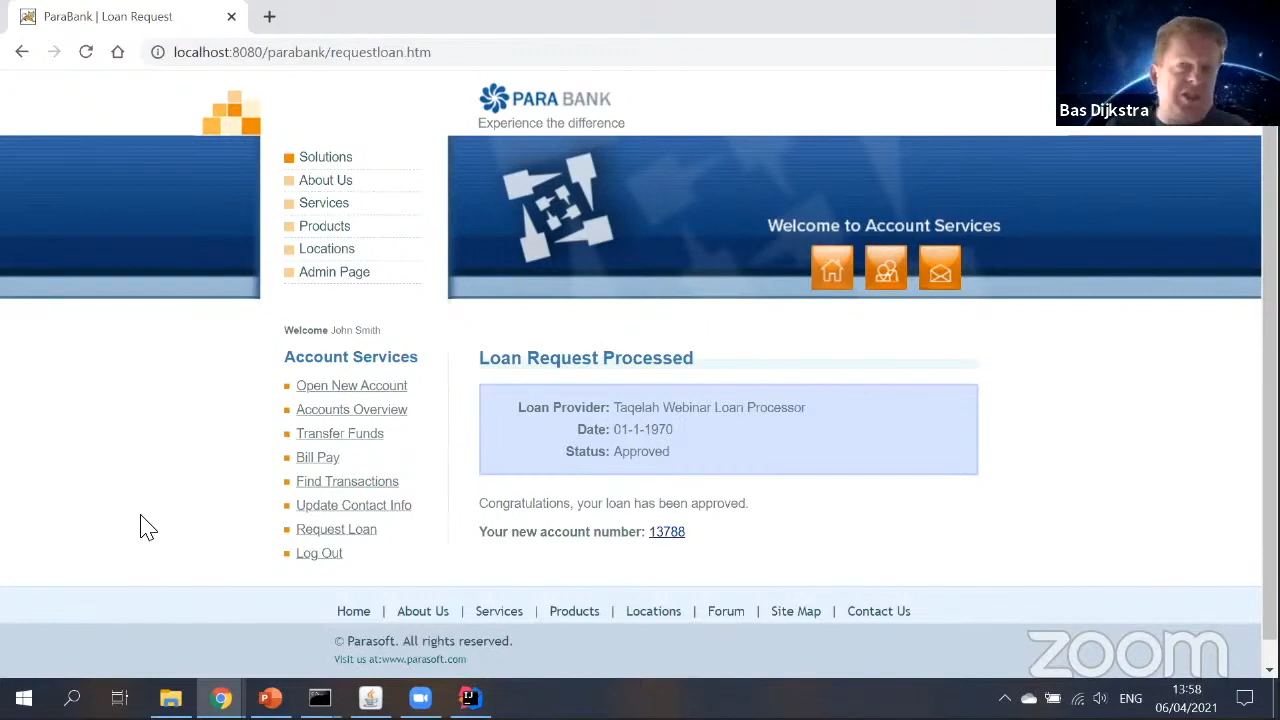 ParaBank | Loan Request
localhost:8080/parabank/requestloan.htm
Bas Dijkstra
PARA BANK
Experience the difference
Solutions
About Us
Services
Products
Locations
Admin Page
Welcome to Account Services
Welcome John Smith
Account Services
Open New Account
Accounts Overview
Transfer Funds
Bill Pay
Find Transactions
Update Contact Info
Request Loan
Log Out
Loan Request Processed
Loan Provider: Taqelah Webinar Loan Processor
Date: 01-1-1970
Status: Approved
Congratulations, your loan has been approved.
Your new account number: 13788
Home | About Us | Services | Products | Locations | Forum | Site Map | Contact Us
© Parasoft. All rights reserved.
Visit us at:www.parasoft.com
zoom
ENG
13:58
06/04/2021